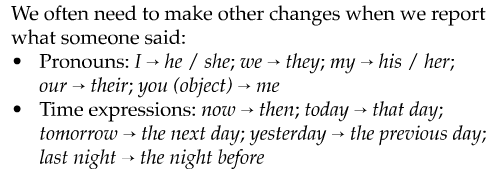 We often need to make other changes when we report
what someone said:
• Pronouns: I → he / she; we → they; my → his / her;
our → their; you (object) → me
• Time expressions: now → then; today → that day;
tomorrow → the next day; yesterday → the previous day;
last night → the night before